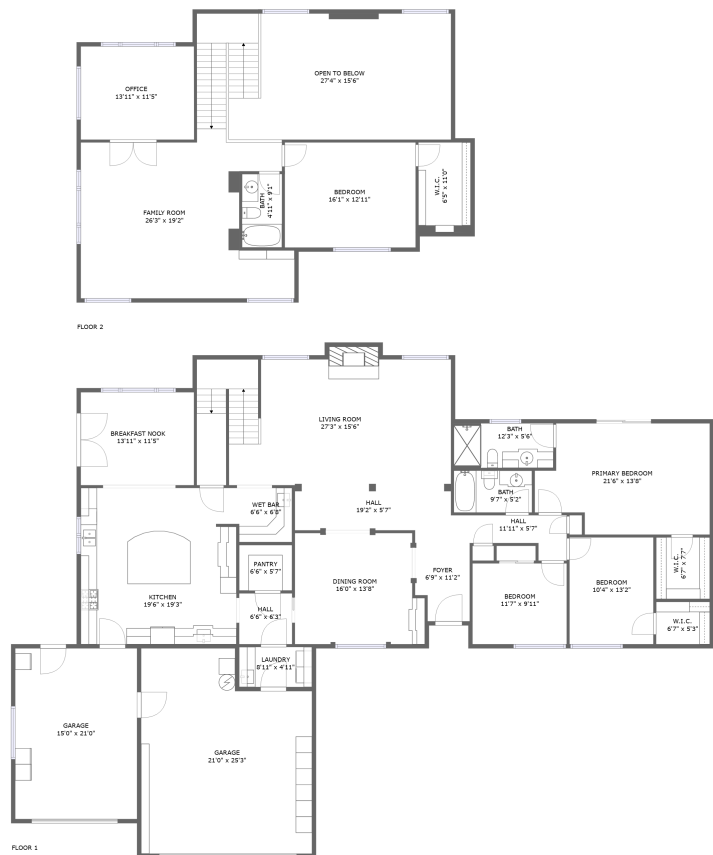 OPEN TO BELOW
27'4" x 15'6"
OFFICE
13'11" x 11'5"
BATH
4'11" x 9'1"
BEDROOM
16'1" x 12'11"
W.I.C.
6'5" x 11'0"
FAMILY ROOM
26'3" x 19'2"
FLOOR 2
LIVING ROOM
27'3" x 15'6"
BREAKFAST NOOK
13'11" x 11'5"
BATH
12'3" x 5'6"
PRIMARY BEDROOM
21'6" x 13'8"
BATH
9'7" x 5'2"
WET BAR
6'6" x 6'8"
HALL
19'2" x 5'7"
HALL
11'11" x 5'7"
PANTRY
6'6" x 5'7"
W.I.C.
6'7" x 7'7"
FOYER
6'9" x 11'2"
DINING ROOM
16'0" x 13'8"
BEDROOM
10'4" x 13'2"
KITCHEN
19'6" x 19'3"
BEDROOM
11'7" x 9'11"
HALL
6'6" x 6'3"
W.I.C.
6'7" x 5'3"
LAUNDRY
8'11" x 4'11"
GARAGE
15'0" x 21'0"
GARAGE
21'0" x 25'3"
FLOOR 1